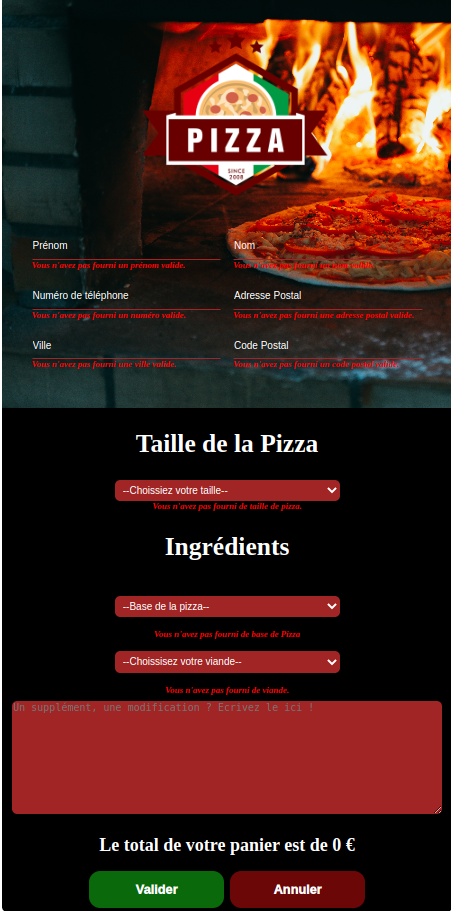 PIZZA
SINCE
2008
Prénom
Nom
Vous n'avez pas fourni un prénom valide.
Vous n'avez pas fourni un nom valide.
Numéro de téléphone
Adresse Postal
Vous n'avez pas fourni un numéro valide.
Vous n'avez pas fourni une adresse postal valide.
Ville
Code Postal
Vous n'avez pas fourni une ville valide.
Vous n'avez pas fourni un code postal valide.
Taille de la Pizza
--Choissiez votre taille--
Vous n'avez pas fourni de taille de pizza.
Ingrédients
--Base de la pizza--
Vous n'avez pas fourni de base de Pizza
--Choissisez votre viande--
Vous n'avez pas fourni de viande.
Un supplément, une modification ? Ecrivez le ici !
Le total de votre panier est de 0 €
Valider
Annuler